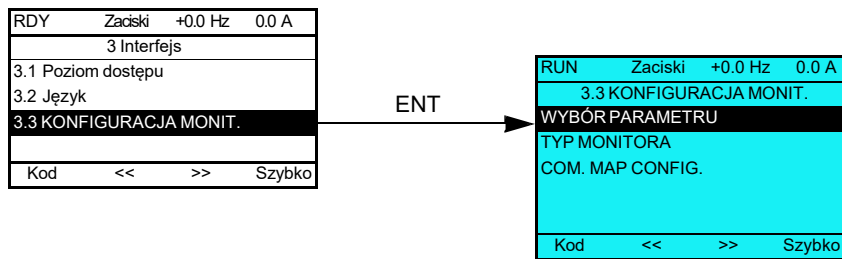 RDY Zaciski +0.0 Hz 0.0 A
3 Interfejs
3.1 Poziom dostępu
3.2 Język
3.3 KONFIGURACJA MONIT.
Kod << >> Szybko
ENT
RUN Zaciski +0.0 Hz 0.0 A
3.3 KONFIGURACJA MONIT.
WYBÓR PARAMETRU
TYP MONITORA
COM. MAP CONFIG.
Kod << >> Szybko